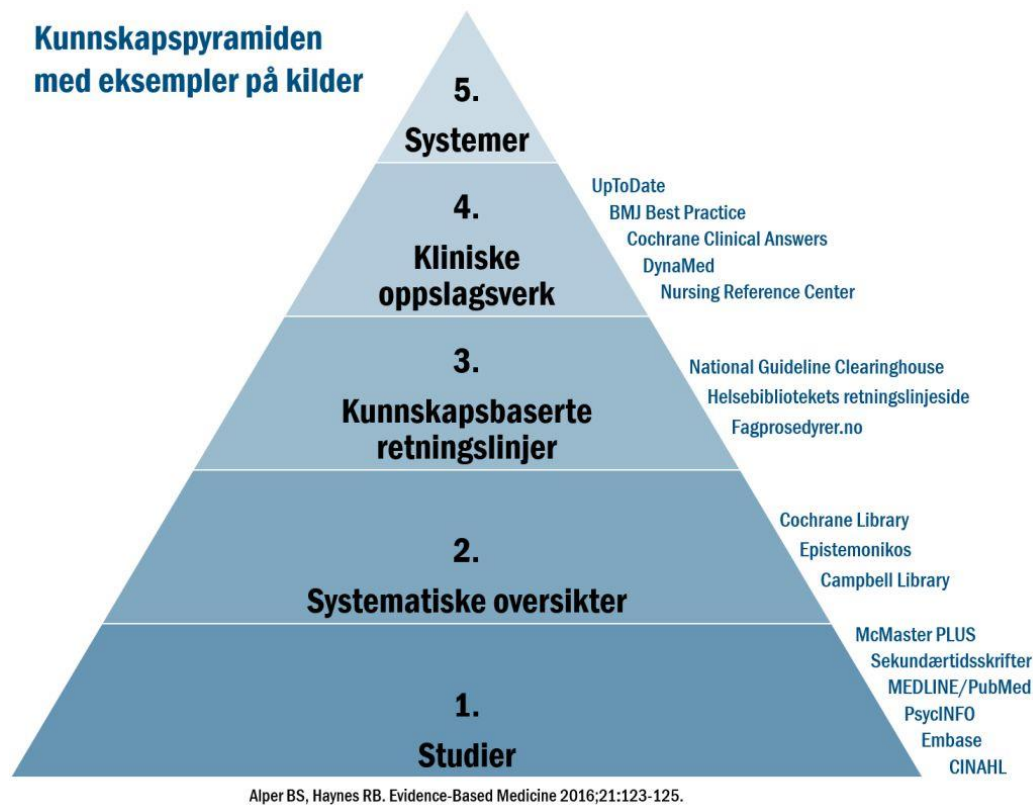 Kunnskapspyramiden
med eksempler på kilder
5.
Systemer
4.
Kliniske
oppslagsverk
UpToDate
BMJ Best Practice
Cochrane Clinical Answers
DynaMed
Nursing Reference Center
3.
Kunnskapsbaserte
retningslinjer
National Guideline Clearinghouse
Helsebibliotekets retningslinjeside
Fagprosedyrer.no
2.
Systematiske oversikter
Cochrane Library
Epistemonikos
Campbell Library
1.
Studier
McMaster PLUS
Sekundærtidsskrifter
MEDLINE/PubMed
PsycINFO
Embase
CINAHL
Alper BS, Haynes RB. Evidence-Based Medicine 2016;21:123-125.